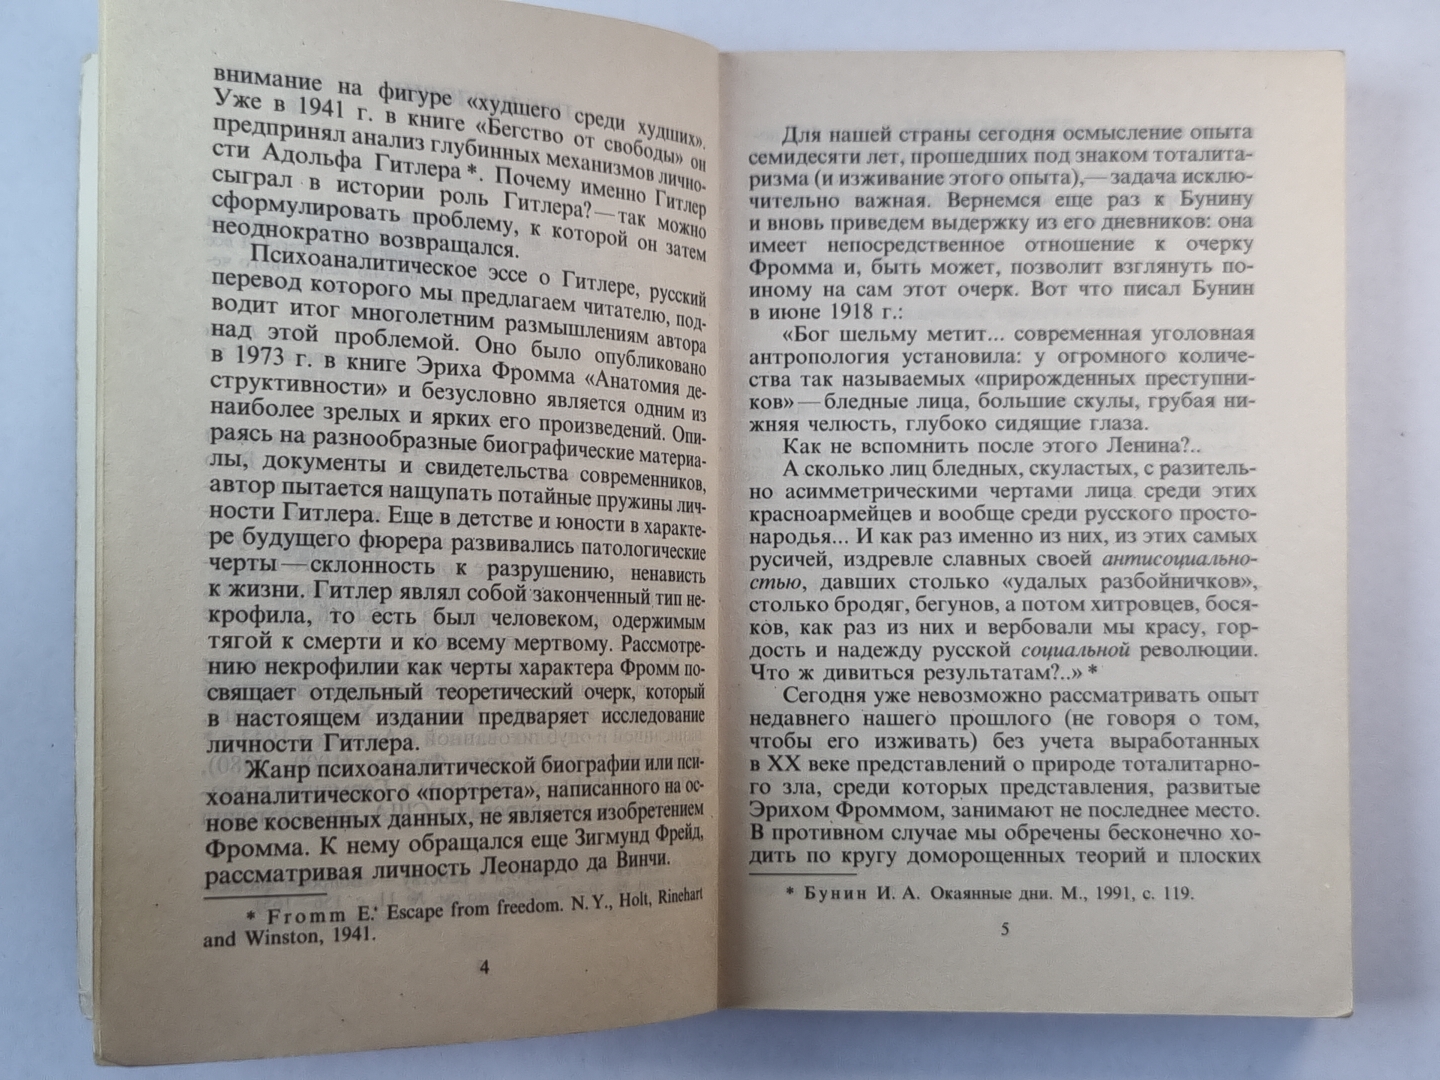 внимание на фигуре «худшего среди худших».
Уже в 1941 г. в книге «Бегство от свободы» он
предпринял анализ глубинных механизмов лично-
сти Адольфа Гитлера*. Почему именно Гитлер
сыграл в истории роль Гитлера?—так можно
сформулировать проблему, к которой он затем
неоднократно возвращался.
Психоаналитическое эссе о Гитлере, русский
перевод которого мы предлагаем читателю, под-
водит итог многолетним размышлениям автора
над этой проблемой. Оно было опубликовано
в 1973 г. в книге Эриха Фромма «Анатомия де-
структивности» и безусловно является одним из
наиболее зрелых и ярких его произведений. Опи-
раясь на разнообразные биографические материа-
лы, документы и свидетельства современников,
автор пытается нащупать потайные пружины лич-
ности Гитлера. Еще в детстве и юности в характе-
ре будущего фюрера развивались патологические
черты—склонность к разрушению, ненависть
к жизни. Гитлер являл собой законченный тип не-
крофила, то есть был человеком, одержимым
тягой к смерти и ко всему мертвому. Рассмотре-
нию некрофилии как черты характера Фромм по-
свящает отдельный теоретический очерк, который
в настоящем издании предваряет исследование
личности Гитлера.
Жанр психоаналитической биографии или пси-
хоаналитического «портрета», написанного на ос-
нове косвенных данных, не является изобретением
Фромма. К нему обращался еще Зигмунд Фрейд,
рассматривая личность Леонардо да Винчи.
* Fromm E. Escape from freedom. N.Y., Holt, Rinehart
and Winston, 1941.
4
Для нашей страны сегодня осмысление опыта
семидесяти лет, прошедших под знаком тоталита-
ризма (и изживание этого опыта),—задача исклю-
чительно важная. Вернемся еще раз к Бунину
и вновь приведем выдержку из его дневников: она
имеет непосредственное отношение к очерку
Фромма и, быть может, позволит взглянуть по-
иному на сам этот очерк. Вот что писал Бунин
в июне 1918 г.:
«Бог шельму метит... современная уголовная
антропология установила: у огромного количе-
ства так называемых «прирожденных преступни-
ков»—бледные лица, большие скулы, грубая ни-
жняя челюсть, глубоко сидящие глаза.
Как не вспомнить после этого Ленина?..
А сколько лиц бледных, скуластых, с разитель-
но асимметрическими чертами лица среди этих
красноармейцев и вообще среди русского просто-
народья... И как раз именно из них, из этих самых
русичей, издревле славных своей антисоциально-
стью, давших столько «удалых разбойничков»,
столько бродяг, бегунов, а потом хитровцев, бося-
ков, как раз из них и вербовали мы красу, гор-
дость и надежду русской социальной революции.
Что ж дивиться результатам?..»*
Сегодня уже невозможно рассматривать опыт
недавнего нашего прошлого (не говоря о том,
чтобы его изживать) без учета выработанных
в XX веке представлений о природе тоталитарно-
го зла, среди которых представления, развитые
Эрихом Фроммом, занимают не последнее место.
В противном случае мы обречены бесконечно хо-
дить по кругу доморощенных теорий и плоских
* Бунин И. А. Окаянные дни. М., 1991, с. 119.
5